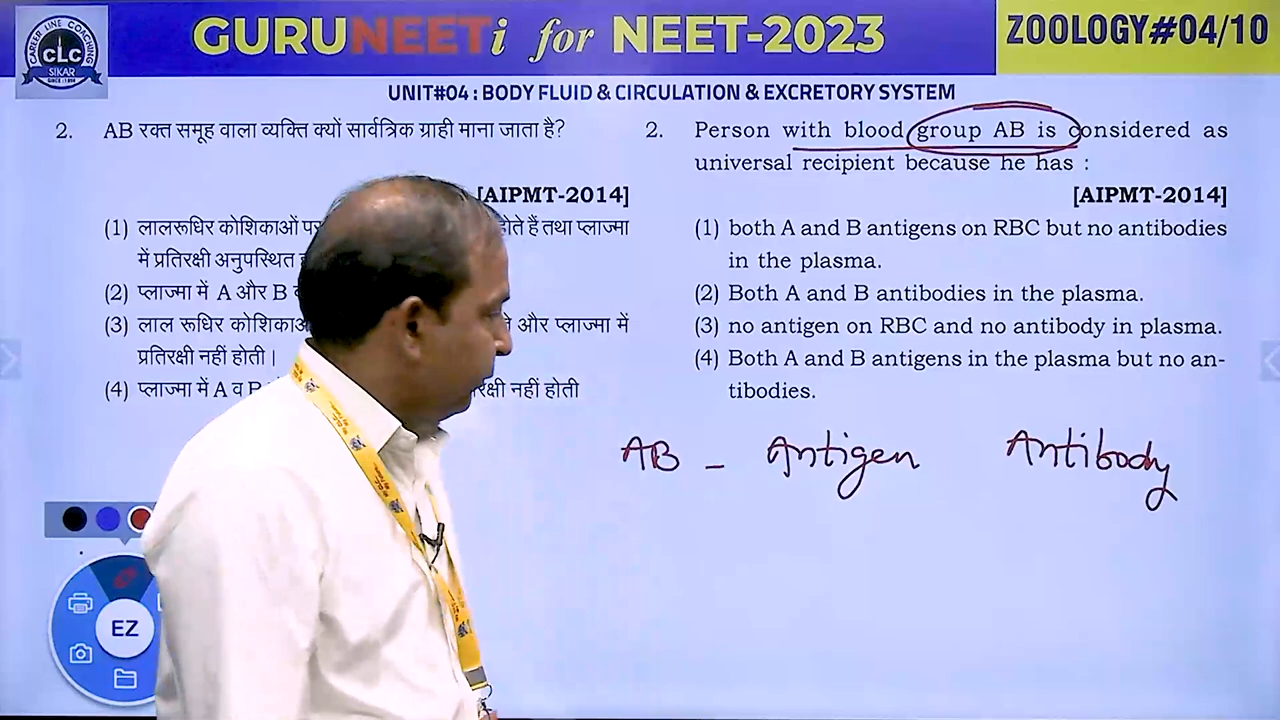 CAREER LINE COACHING
CLC
SIKAR
SINCE : 1996
GURUNEETi for NEET-2023
ZOOLOGY#04/10
UNIT#04 : BODY FLUID & CIRCULATION & EXCRETORY SYSTEM
2. AB रक्त समूह वाला व्यक्ति क्यों सार्वत्रिक ग्राही माना जाता है?
[AIPMT-2014]
(1) लालरूधिर कोशिकाओं पर होते हैं तथा प्लाज्मा
में प्रतिरक्षी अनुपस्थित
(2) प्लाज्मा में A और B
(3) लाल रूधिर कोशिकाओं और प्लाज्मा में
प्रतिरक्षी नहीं होती।
(4) प्लाज्मा में A व B नहीं होती
2. Person with blood group AB is considered as
universal recipient because he has :
[AIPMT-2014]
(1) both A and B antigens on RBC but no antibodies
in the plasma.
(2) Both A and B antibodies in the plasma.
(3) no antigen on RBC and no antibody in plasma.
(4) Both A and B antigens in the plasma but no an-
tibodies.
AB - Antigen Antibody
EZ